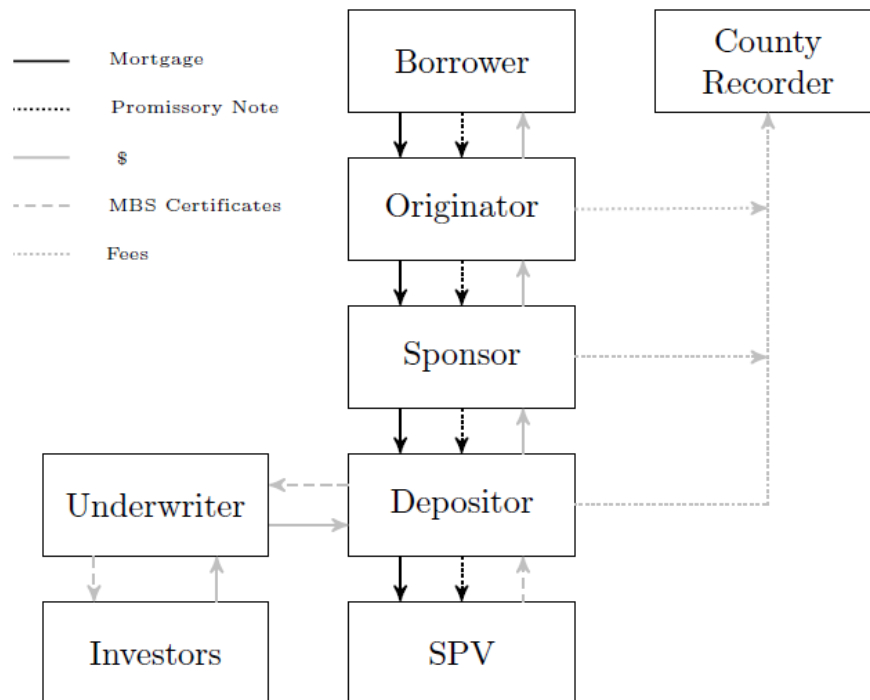 Mortgage
Promissory Note
$
MBS Certificates
Fees
Borrower
County
Recorder
Originator
Sponsor
Underwriter
Depositor
Investors
SPV